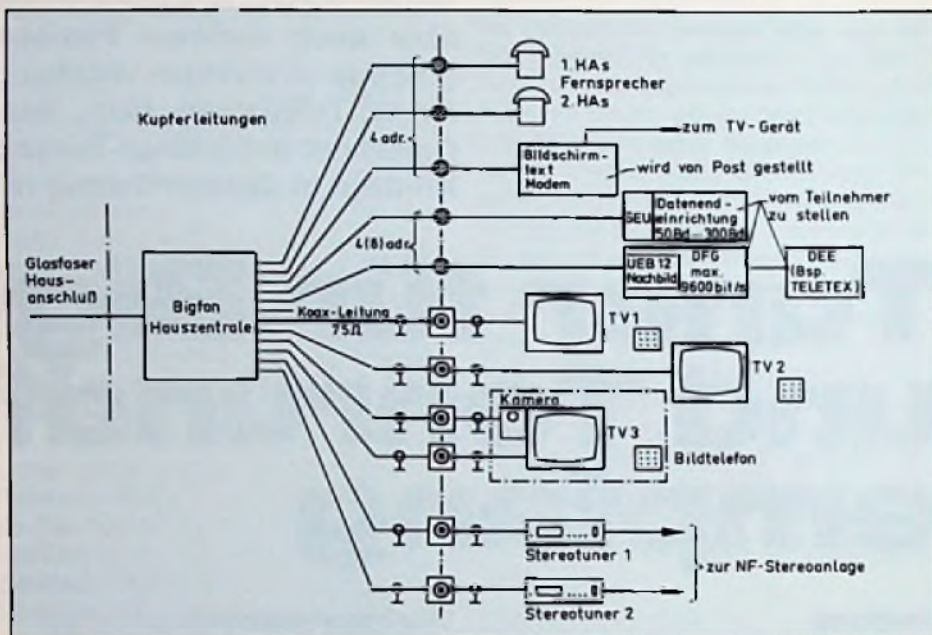 1. HAs
Fernsprecher
2. HAs
Kupferleitungen
4 adr.
zum TV-Gerät
Bildschirm-
text
Modem
wird von Post gestellt
SEU
Datenend-
einrichtung
50Bd-300Bd
vom Teilnehmer
zu stellen
4(6) adr.
UEB 12
Nachbild
DFG
max.
9600 bit/s
DEE
(Bsp.
TELETEX)
Glasfaser
Haus-
anschluß
Bigfon
Hauszentrale
Koax-Leitung
75Ω
TV1
TV2
Kamera
TV3
Bildtelefon
Stereotuner 1
zur NF-Stereoanlage
Stereotuner 2